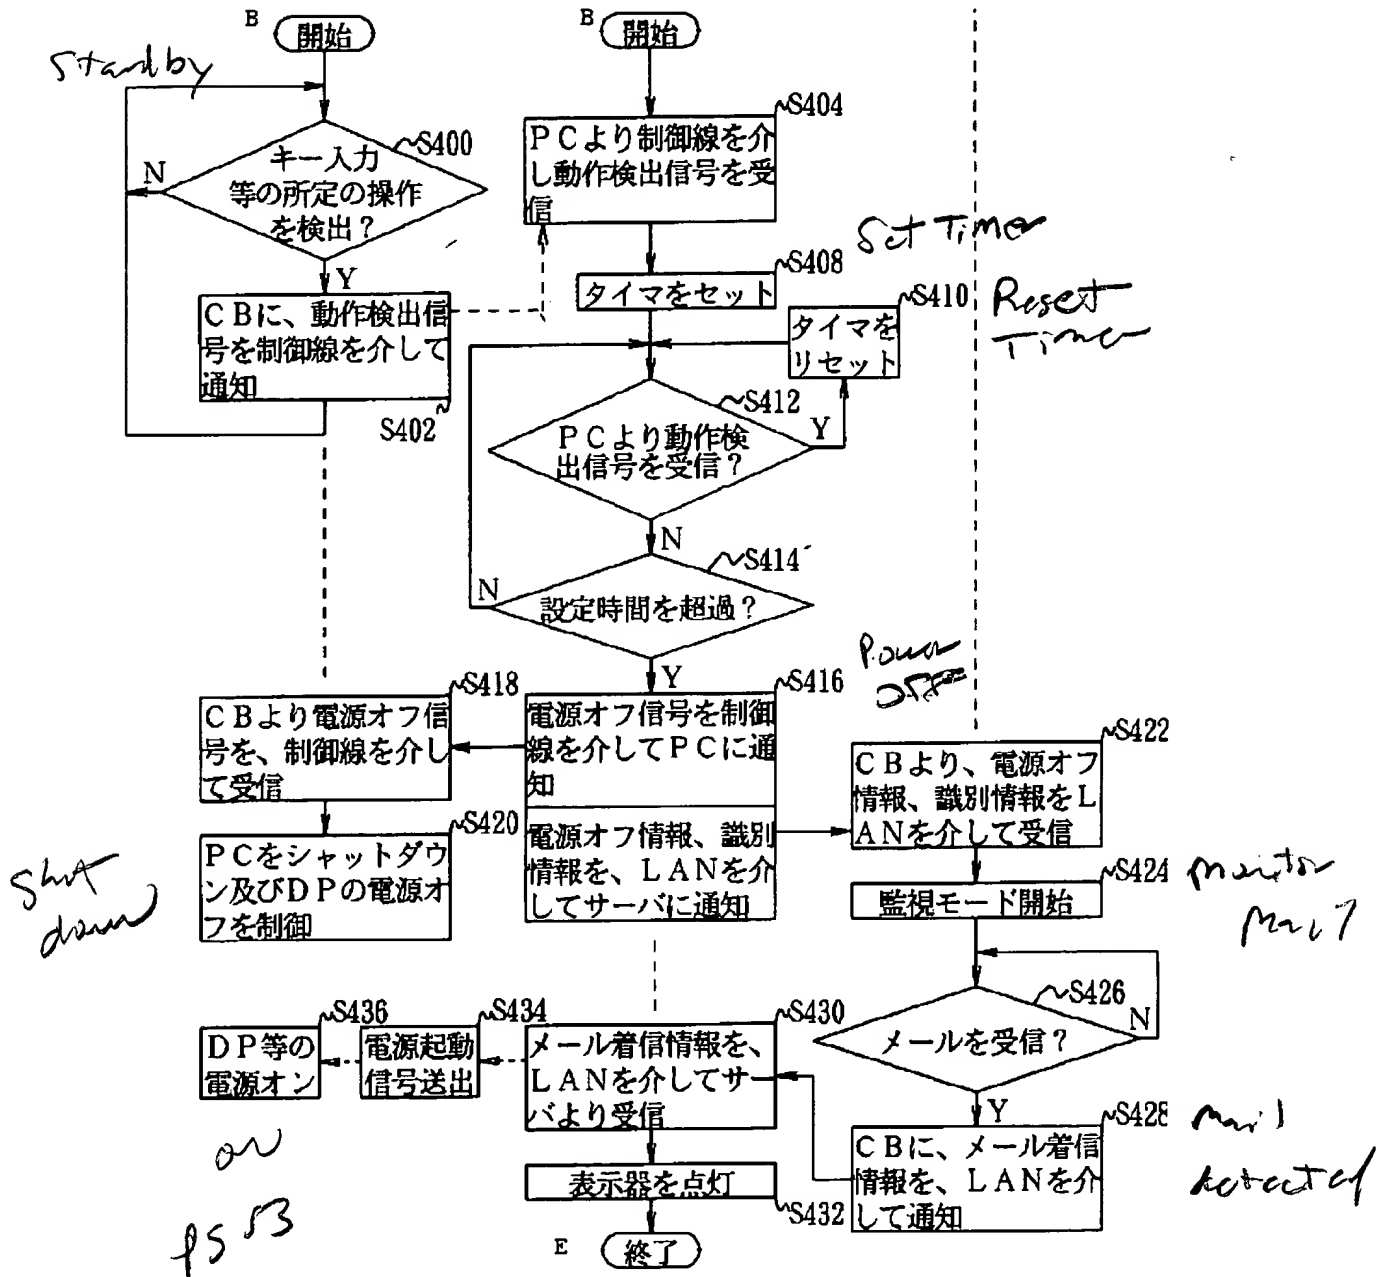 B 開始
Standby
S400
キー入力
等の所定の操作
を検出？
N
Y
CBに、動作検出信
号を制御線を介して
通知
S402
B 開始
S404
PCより制御線を介
し動作検出信号を受
信
Set Timer
S408
タイマをセット
S410
Reset
Timer
タイマを
リセット
S412
PCより動作検
出信号を受信？
Y
N
S414
設定時間を超過？
N
Y
Power
OFF
S416
電源オフ信号を制御
線を介してPCに通
知
電源オフ情報、識別
情報を、LANを介
してサーバに通知
S418
CBより電源オフ信
号を、制御線を介し
て受信
S420
PCをシャットダウ
ン及びDPの電源オ
フを制御
Shut
down
S422
CBより、電源オフ
情報、識別情報をL
ANを介して受信
S424
監視モード開始
monitor
Mail
S426
メールを受信？
N
Y
S428
CBに、メール着信
情報を、LANを介
して通知
Mail
detected
S430
メール着信情報を、
LANを介してサー
バより受信
S434
電源起動
信号送出
S436
DP等の
電源オン
on
PS 53
表示器を点灯
S432
E 終了